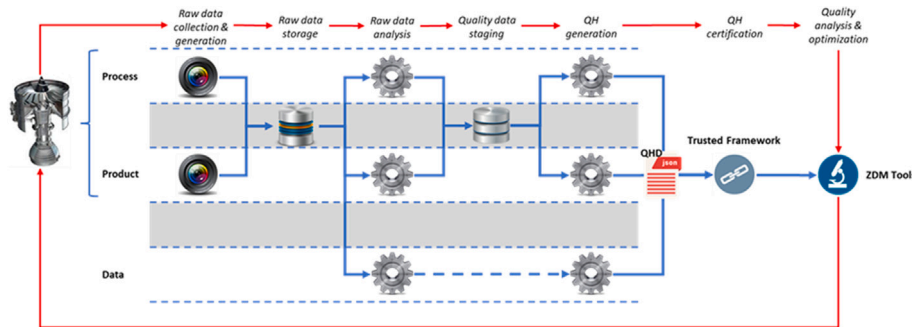 Raw data
collection &
generation
Raw data
storage
Raw data
analysis
Quality data
staging
QH
generation
QH
certification
Quality
analysis &
optimization
Process
Product
Data
QHD
json
Trusted Framework
ZDM Tool